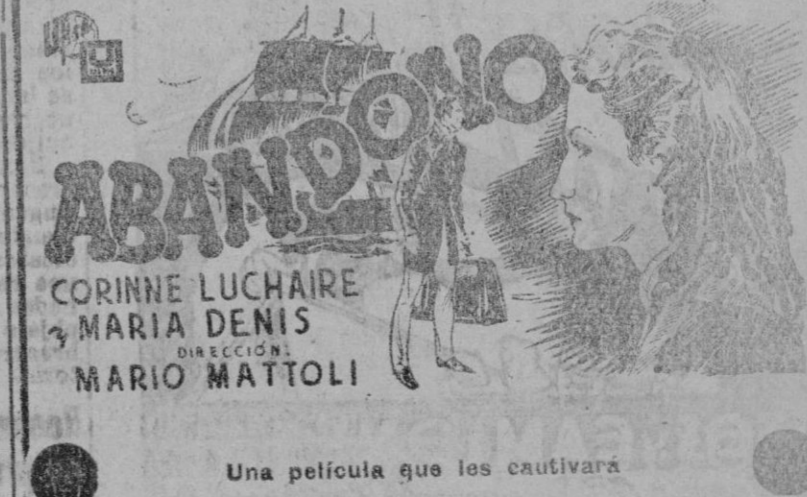 ABANDONO
CORINNE LUCHAIRE
y MARIA DENIS
DIRECCIÓN:
MARIO MATTOLI
Una película que les cautivará